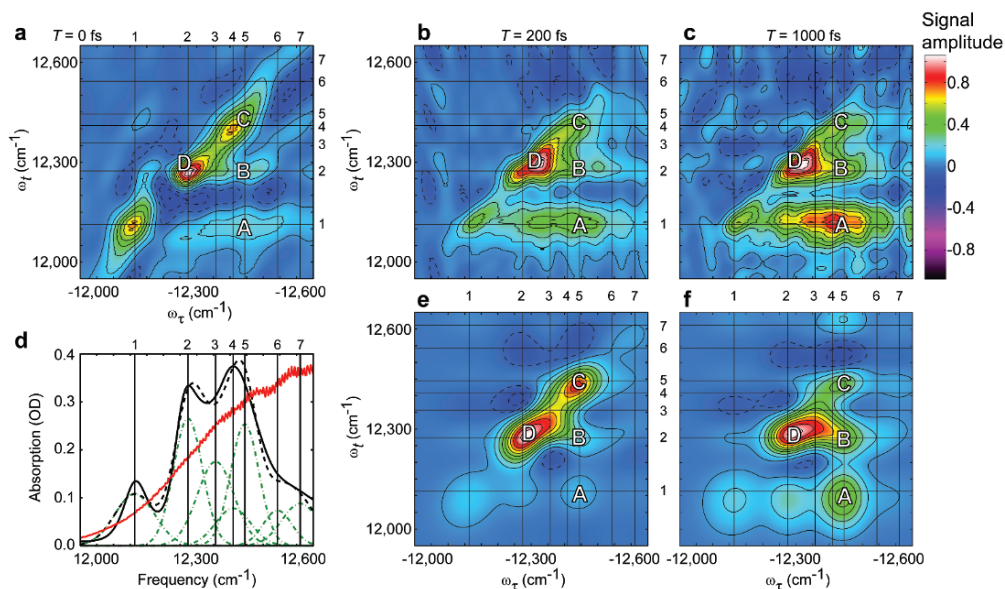 a T = 0 fs
b T = 200 fs
c T = 1000 fs
Signal amplitude
1 2 3 4 5 6 7
12,600
12,300
12,000
ωt (cm-1)
7
6
5
4
3
2
1
A
B
C
D
-12,000 -12,300 -12,600
ωτ (cm-1)
12,300
12,000
ωt (cm-1)
A
B
C
D
7
6
5
4
3
2
1
A
B
C
D
0.8
0.4
0
-0.4
-0.8
d
1 2 3 4 5 6 7
0.4
0.3
0.2
0.1
0.0
Absorption (OD)
12,000 12,300 12,600
Frequency (cm-1)
e
1 2 3 4 5 6 7
12,600
12,300
12,000
ωt (cm-1)
A
B
C
D
-12,000 -12,300 -12,600
ωτ (cm-1)
f
1 2 3 4 5 6 7
7
6
5
4
3
2
1
A
B
C
D
-12,000 -12,300 -12,600
ωτ (cm-1)